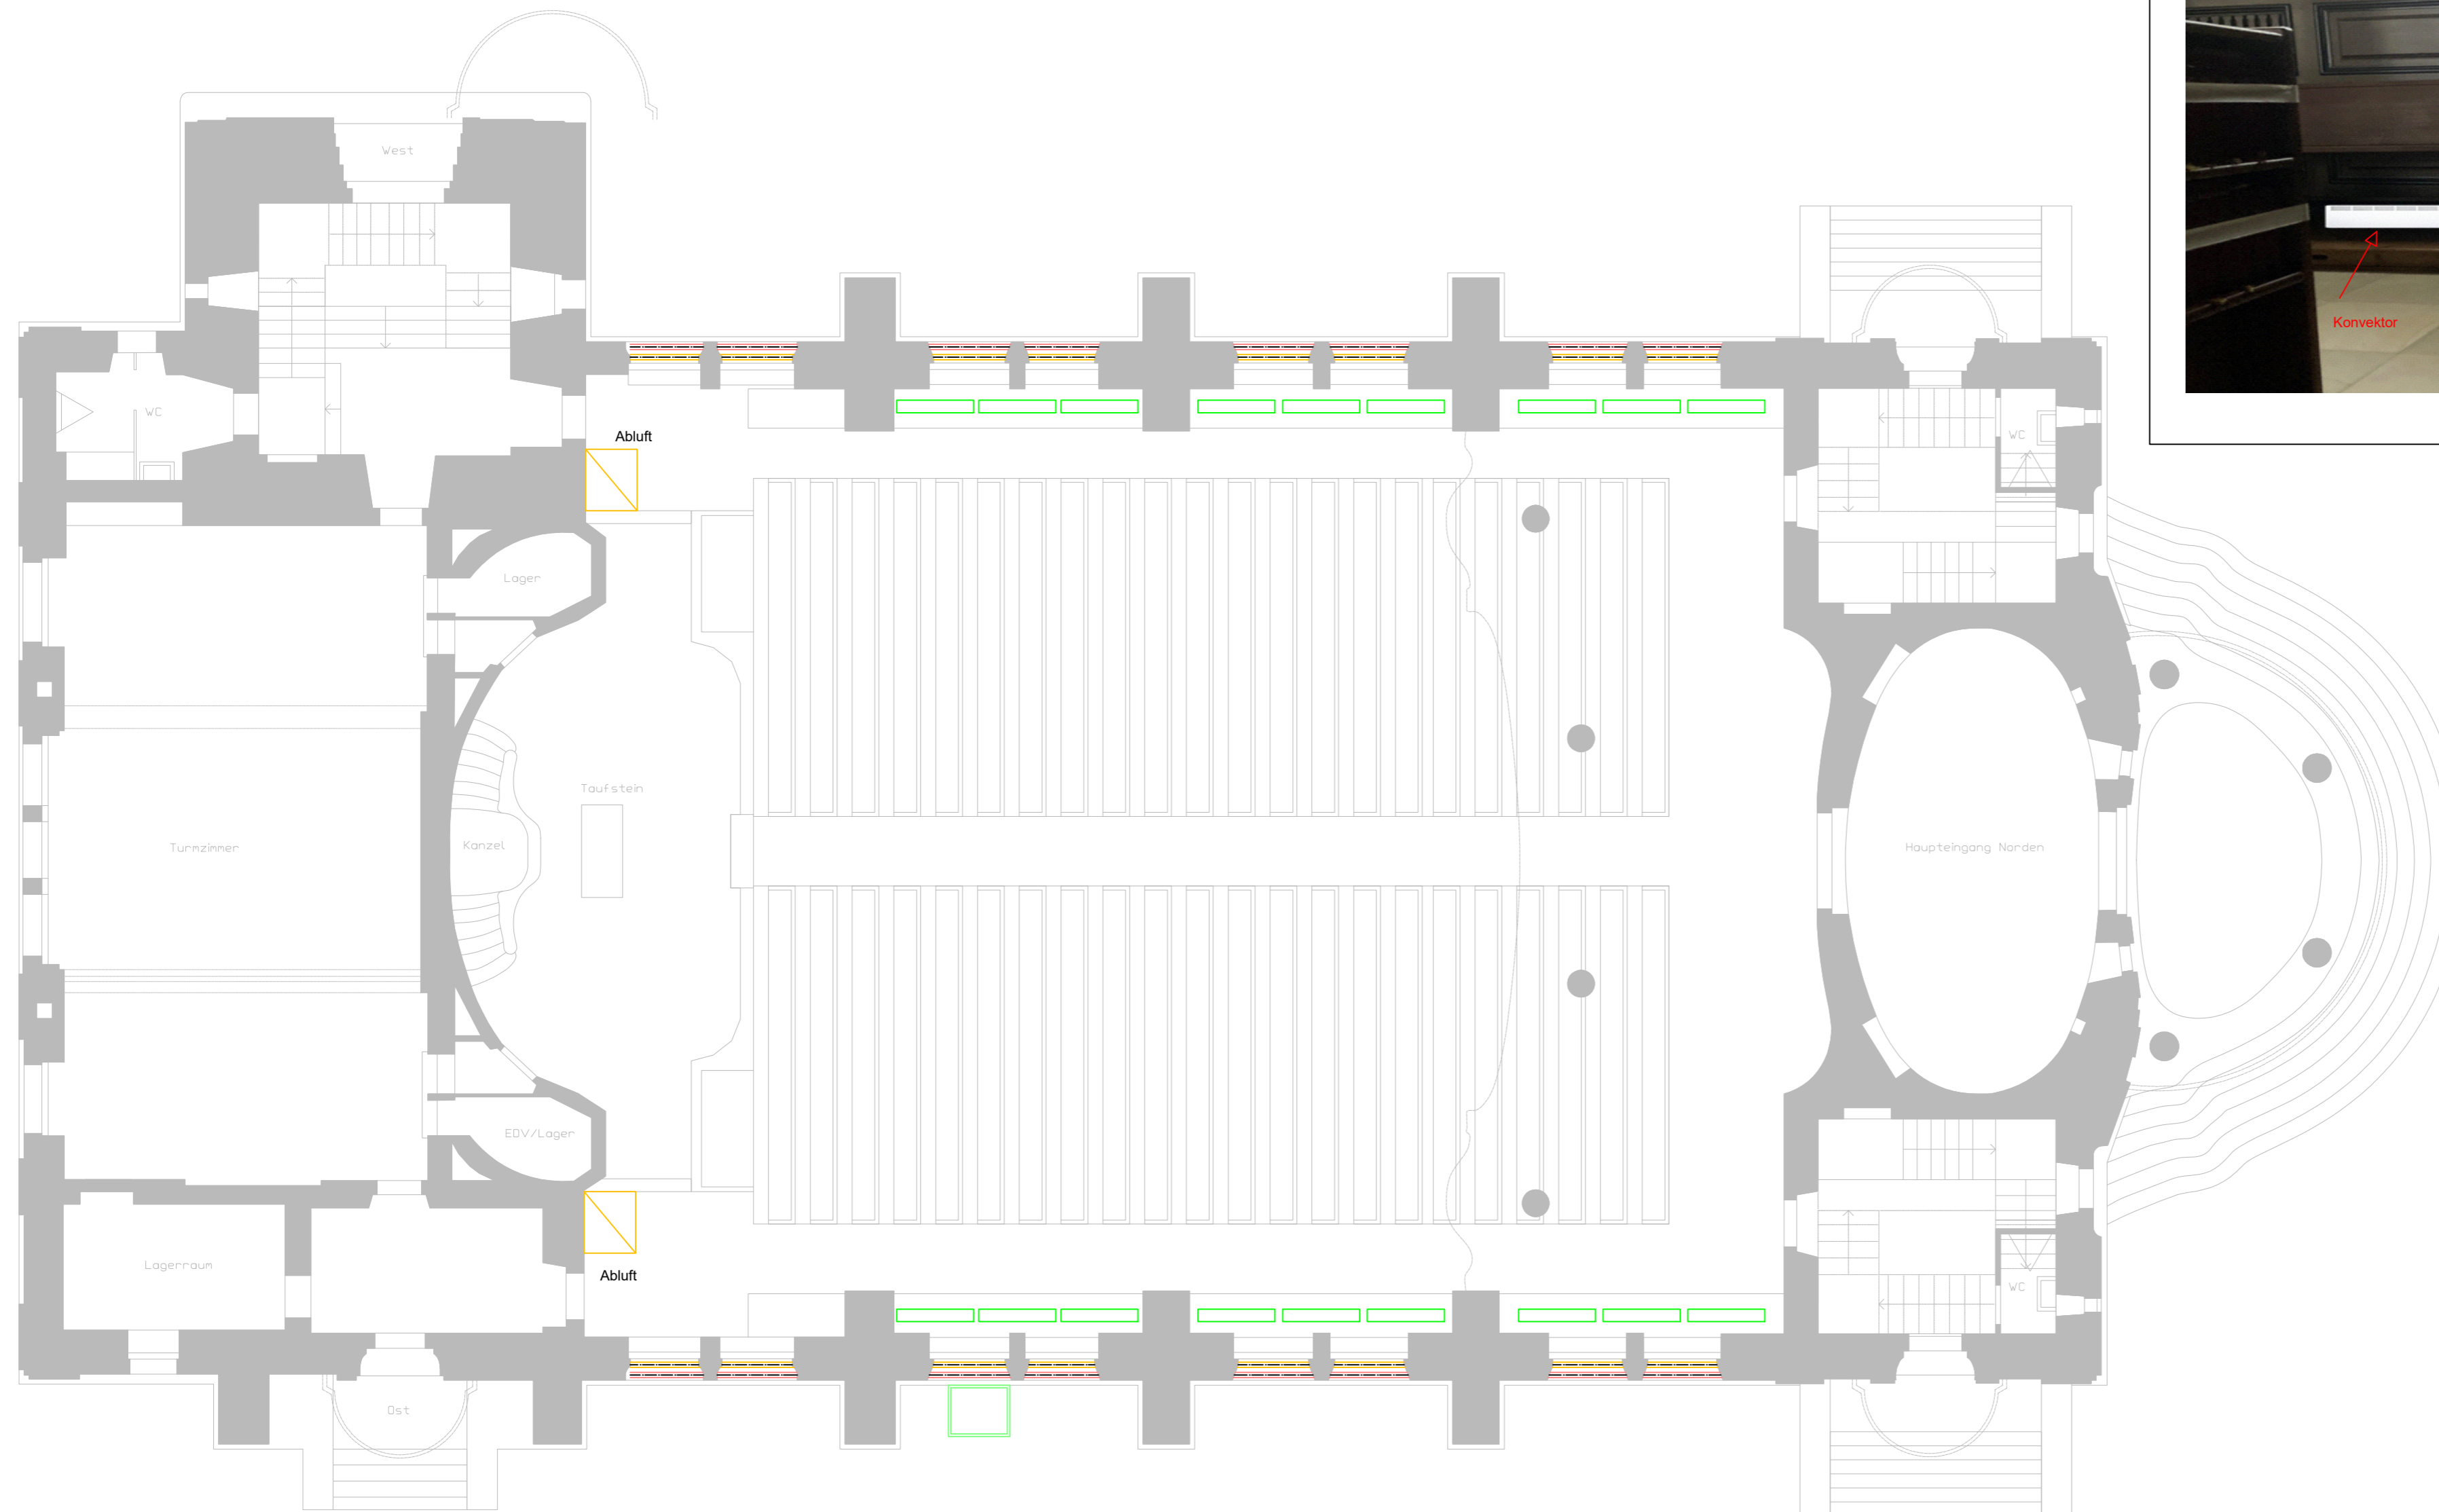 West
Konvektor
WC
Abluft
WC
Lager
Taufstein
Kanzel
Turmzimmer
Haupteingang Norden
EDV/Lager
Lagerraum
Abluft
WC
Ost